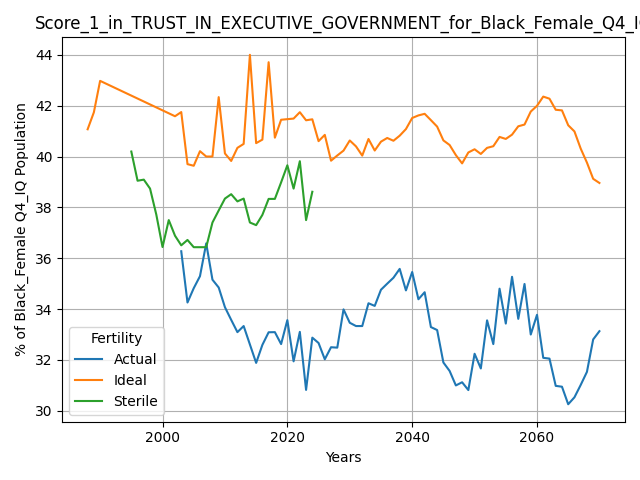 Score_1_in_TRUST_IN_EXECUTIVE_GOVERNMENT_for_Black_Female_Q4_IQ
% of Black_Female Q4_IQ Population
44
42
40
38
36
34
32
30
Fertility
Actual
Ideal
Sterile
2000
2020
2040
2060
Years